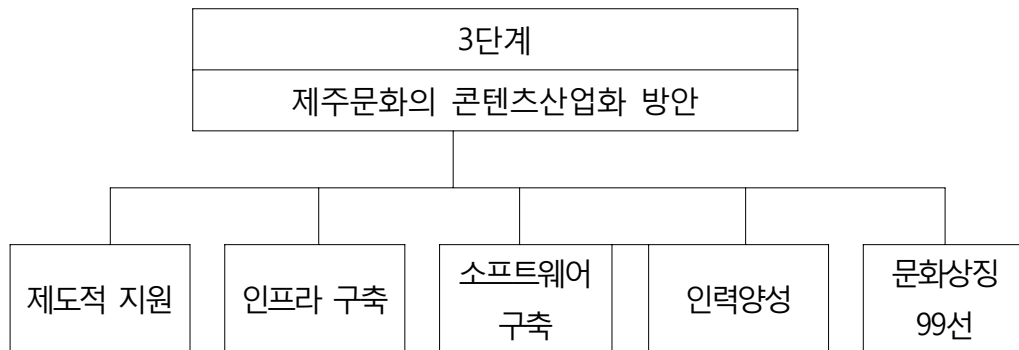 3단계
제주문화의 콘텐츠산업화 방안
제도적 지원
인프라 구축
소프트웨어
구축
인력양성
문화상징
99선